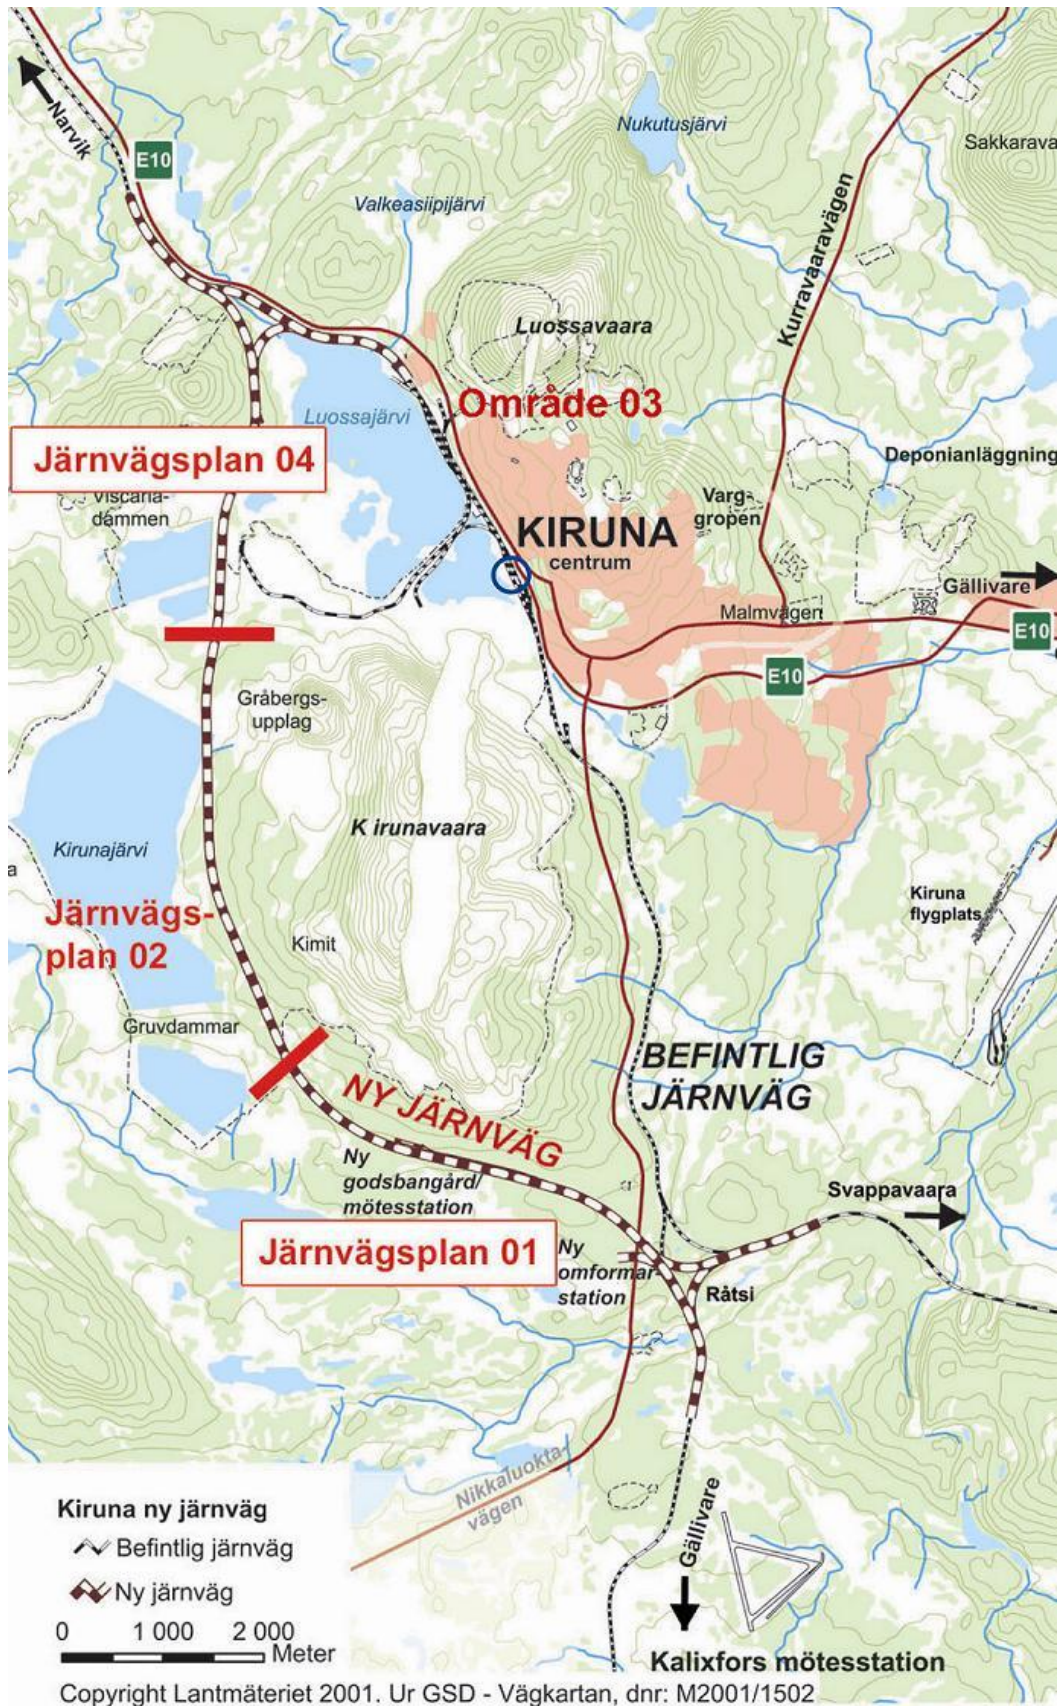 Narvik
E10
Nukutusjärvi
Sakkarava
Valkeasiipijärvi
Kurravaaravägen
Luossavaara
Område 03
Luossajärvi
Järnvägsplan 04
Deponianläggning
Viscaria-
dammen
Varg-
gropen
KIRUNA
centrum
Gällivare
Malmvägen
E10
E10
Gråbergs-
upplag
K irunavaara
Kirunajärvi
a
Kiruna
flygplats
Järnvägs-
plan 02
Kimit
Gruvdammar
BEFINTLIG
JÄRNVÄG
NY JÄRNVÄG
Ny
godsbangård/
mötesstation
Svappavaara
Järnvägsplan 01
Ny
omformar-
station
Råtsi
Nikkaluokta-
vägen
Gällivare
Kiruna ny järnväg
Befintlig järnväg
Ny järnväg
0 1 000 2 000
Meter
Kalixfors mötesstation
Copyright Lantmäteriet 2001. Ur GSD - Vägkartan, dnr: M2001/1502